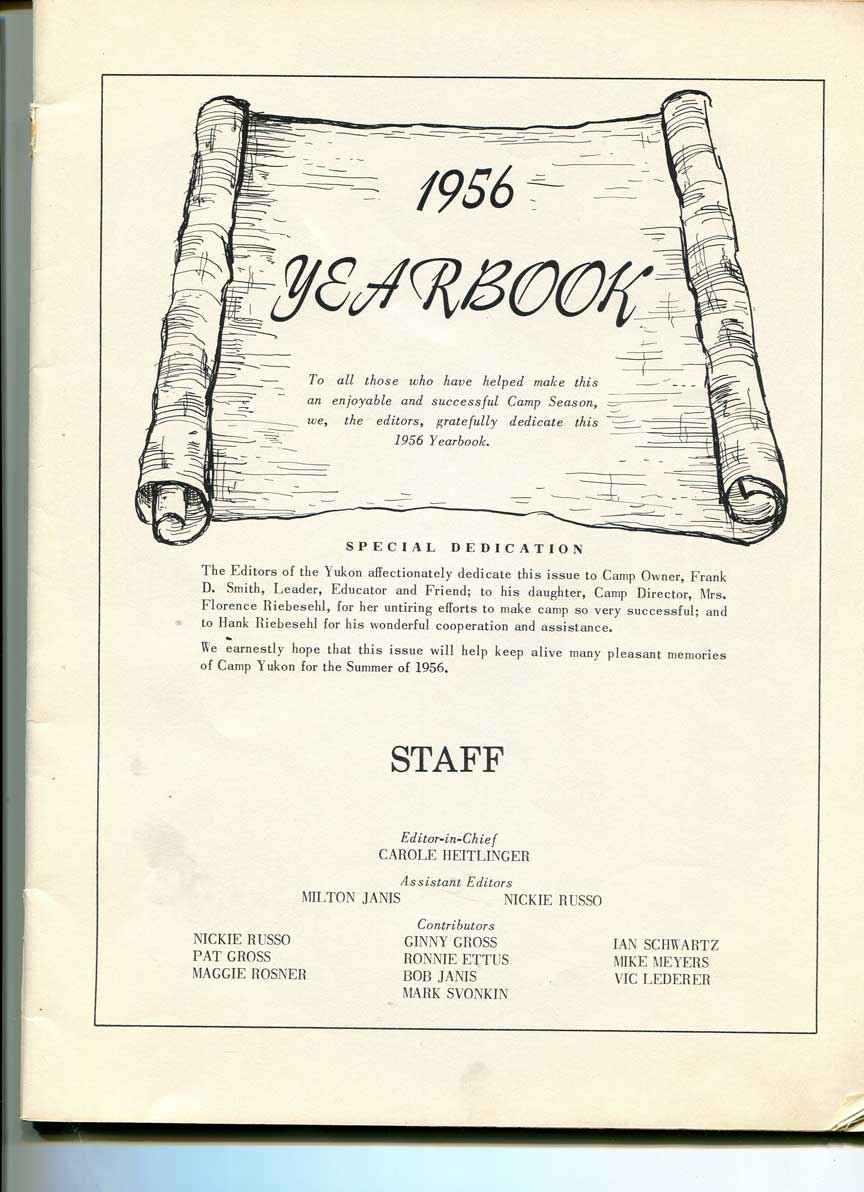 1956
YEARBOOK
To all those who have helped make this
an enjoyable and successful Camp Season,
we, the editors, gratefully dedicate this
1956 Yearbook.
SPECIAL DEDICATION
The Editors of the Yukon affectionately dedicate this issue to Camp Owner, Frank
D. Smith, Leader, Educator and Friend; to his daughter, Camp Director, Mrs.
Florence Riebesehl, for her untiring efforts to make camp so very successful; and
to Hank Riebesehl for his wonderful cooperation and assistance.
We earnestly hope that this issue will help keep alive many pleasant memories
of Camp Yukon for the Summer of 1956.
STAFF
Editor-in-Chief
CAROLE HEITLINGER
Assistant Editors
MILTON JANIS NICKIE RUSSO
Contributors
NICKIE RUSSO GINNY GROSS IAN SCHWARTZ
PAT GROSS RONNIE ETTUS MIKE MEYERS
MAGGIE ROSNER BOB JANIS VIC LEDERER
MARK SVONKIN